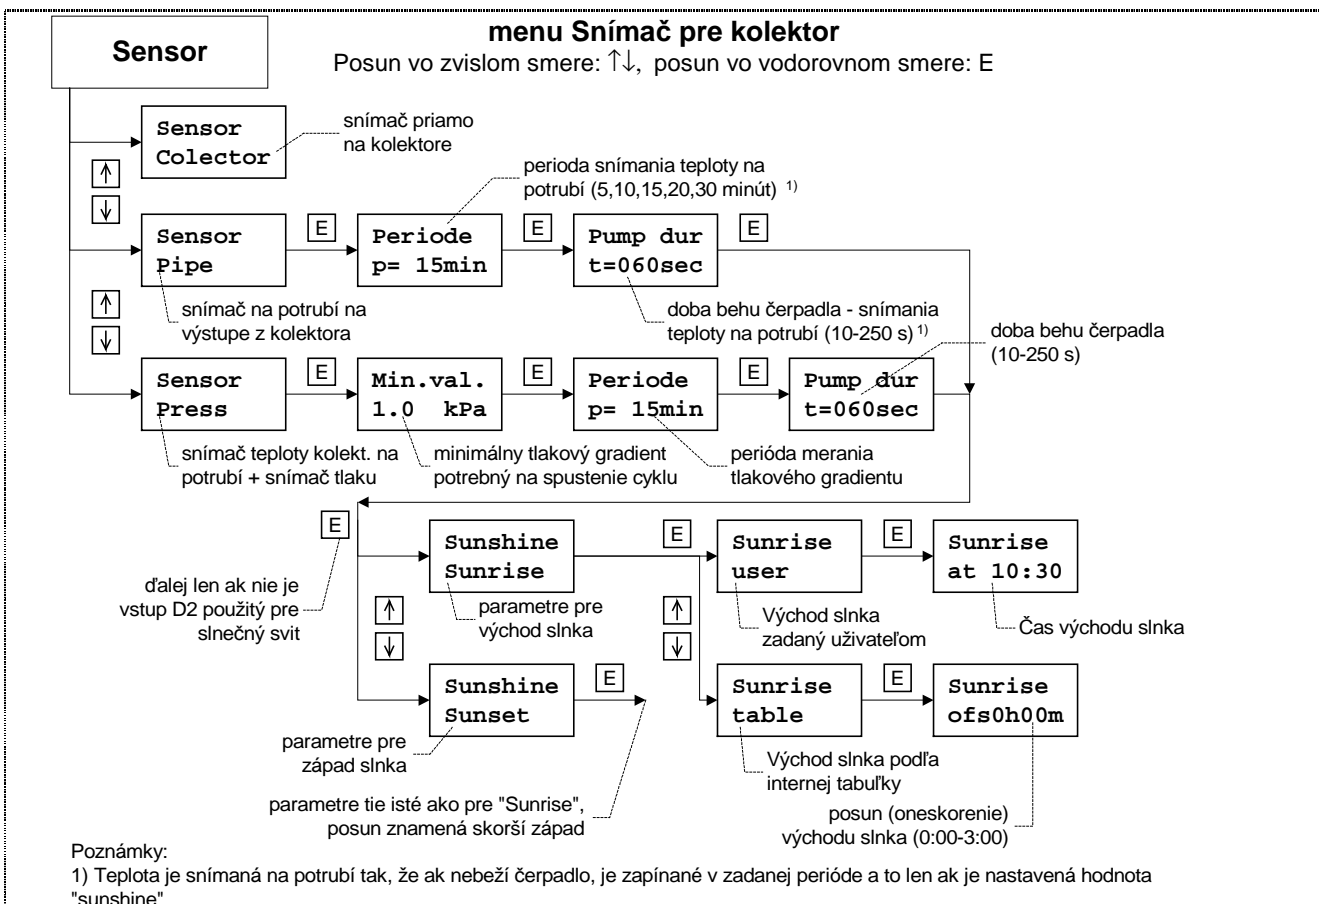 menu Snímač pre kolektor
Sensor
Posun vo zvislom smere: ↑↓, posun vo vodorovnom smere: E
Sensor
Colector
snímač priamo
na kolektore
↑
↓
perioda snímania teploty na
potrubí (5,10,15,20,30 minút) 1)
Sensor
Pipe
E
Periode
p= 15min
E
Pump dur
t=060sec
E
snímač na potrubí na
výstupe z kolektora
doba behu čerpadla - snímania
teploty na potrubí (10-250 s) 1)
doba behu čerpadla
(10-250 s)
↑
↓
Sensor
Press
E
Min.val.
1.0 kPa
E
Periode
p= 15min
E
Pump dur
t=060sec
snímač teploty kolekt. na
potrubí + snímač tlaku
minimálny tlakový gradient
potrebný na spustenie cyklu
perióda merania
tlakového gradientu
E
ďalej len ak nie je
vstup D2 použitý pre
slnečný svit
Sunshine
Sunrise
E
Sunrise
user
E
Sunrise
at 10:30
parametre pre
východ slnka
Východ slnka
zadaný uživateľom
Čas východu slnka
↑
↓
↑
↓
Sunshine
Sunset
E
Sunrise
table
E
Sunrise
ofs0h00m
parametre pre
západ slnka
Východ slnka podľa
internej tabuľky
parametre tie isté ako pre "Sunrise",
posun znamená skorší západ
posun (oneskorenie)
východu slnka (0:00-3:00)
Poznámky:
1) Teplota je snímaná na potrubí tak, že ak nebeží čerpadlo, je zapínané v zadanej perióde a to len ak je nastavená hodnota
"sunshine"